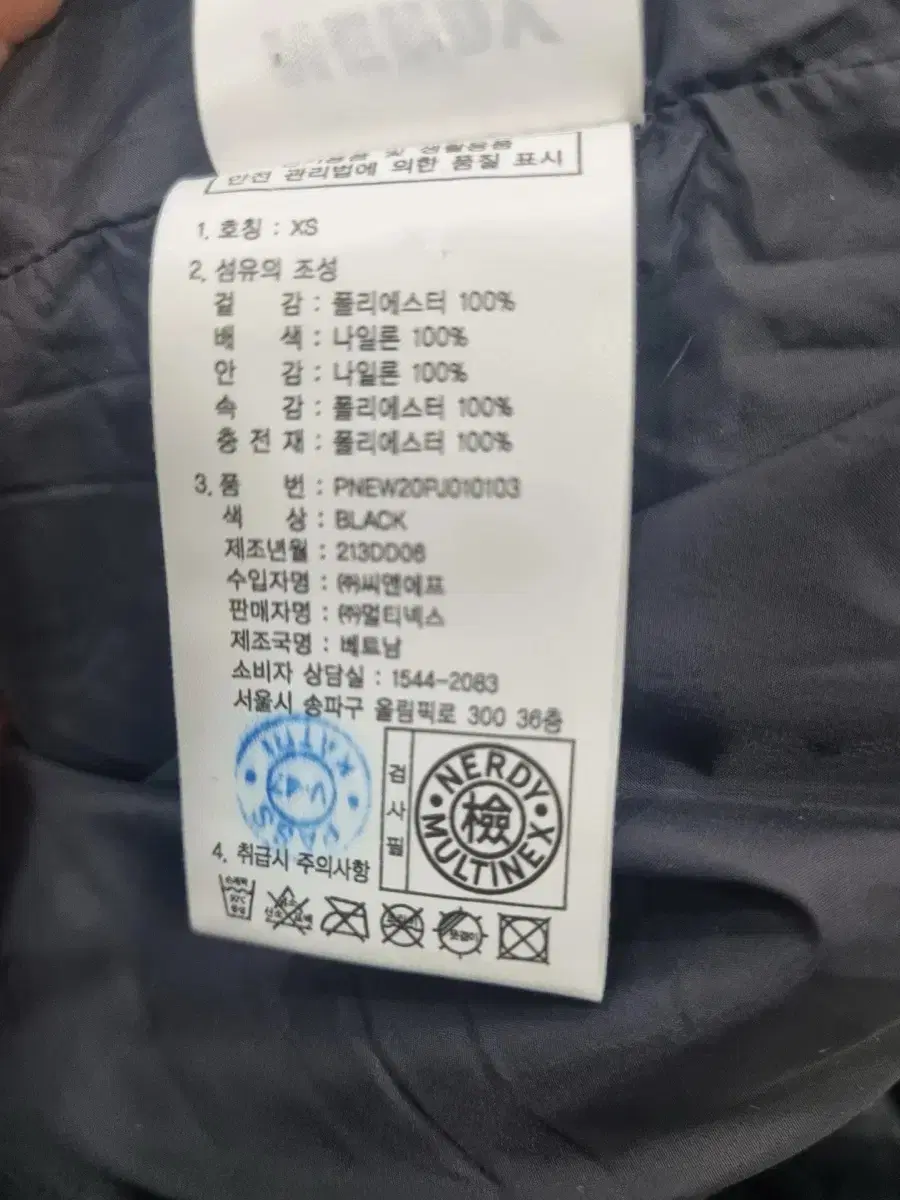 안전 관리법에 의한 품질 표시
1. 호칭 : XS
2. 섬유의 조성
겉 감 : 폴리에스터 100%
배 색 : 나일론 100%
안 감 : 나일론 100%
속 감 : 폴리에스터 100%
충 전 재 : 폴리에스터 100%
3. 품 번 : PNEW20PJ010103
색 상 : BLACK
제조년월 : 213DD08
수입자명 : ㈜씨앤에프
판매자명 : ㈜멀티넥스
제조국명 : 베트남
소비자 상담실 : 1544-2083
서울시 송파구 올림픽로 300 36층
검사필
NERDY
檢
MULTINEX
4. 취급시 주의사항